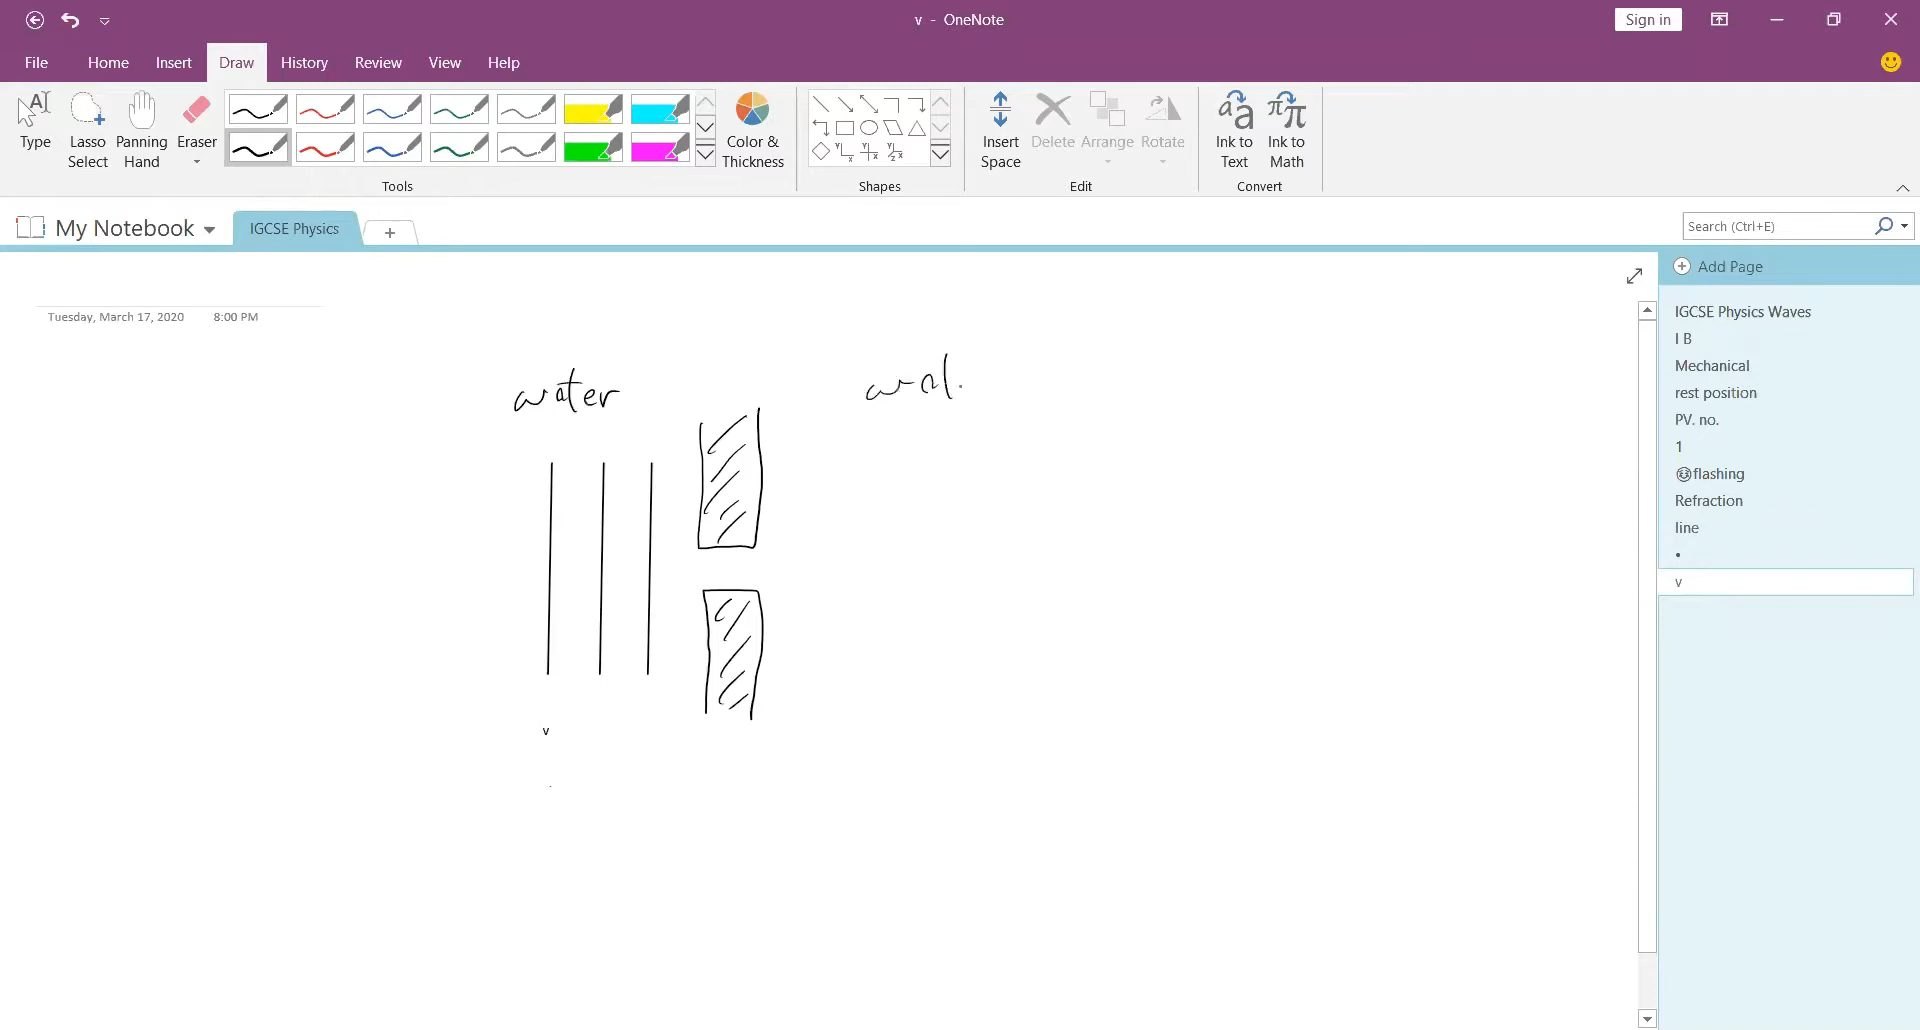 v - OneNote
Sign in
File Home Insert Draw History Review View Help
Type
Lasso Select
Panning Hand
Eraser
Color & Thickness
Insert Space
Delete
Arrange
Rotate
Ink to Text
Ink to Math
Tools
Shapes
Edit
Convert
My Notebook
IGCSE Physics
+
Search (Ctrl+E)
Add Page
Tuesday, March 17, 2020 8:00 PM
IGCSE Physics Waves
I B
Mechanical
rest position
PV. no.
1
flashing
Refraction
line
•
v
water
v